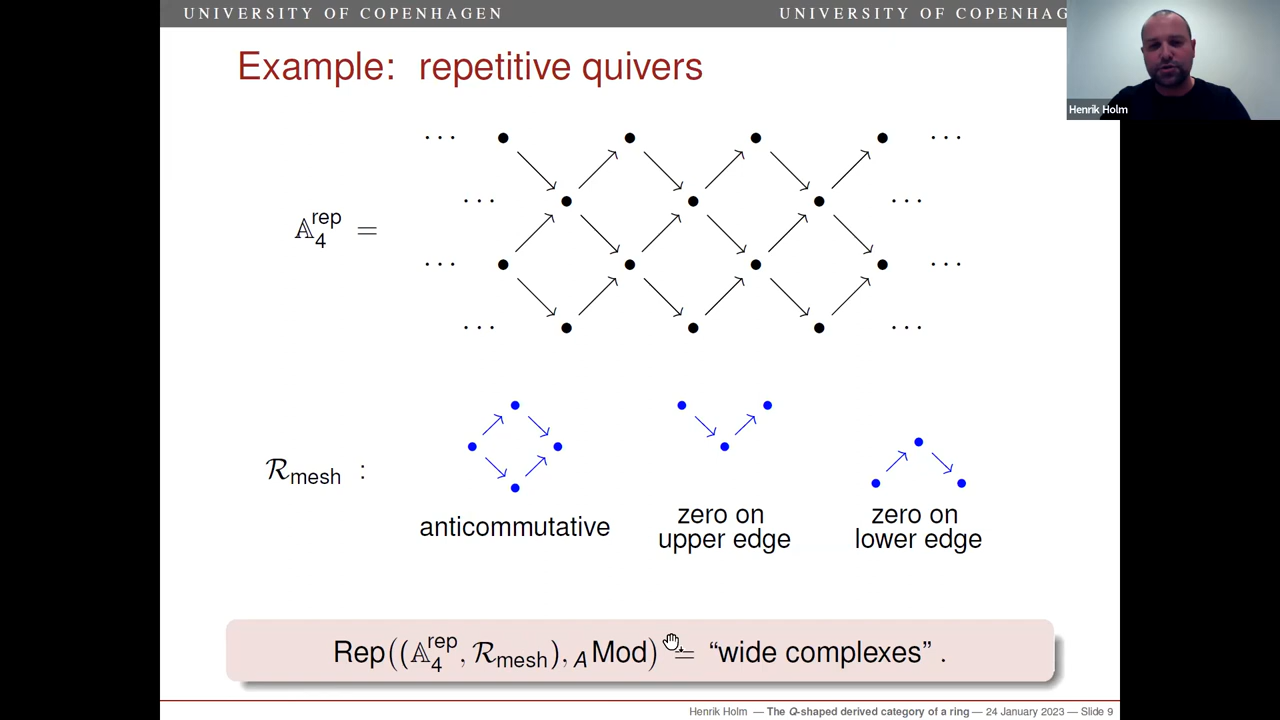 UNIVERSITY OF COPENHAGEN
UNIVERSITY OF COPENHAG
Henrik Holm
Example: repetitive quivers
··· ···
··· ···
𝔸₄^rep =
··· ···
··· ···
ℛ_mesh :
anticommutative
zero on
upper edge
zero on
lower edge
Rep((𝔸₄^rep, ℛ_mesh), _A Mod) = “wide complexes” .
Henrik Holm — The Q-shaped derived category of a ring — 24 January 2023 — Slide 9